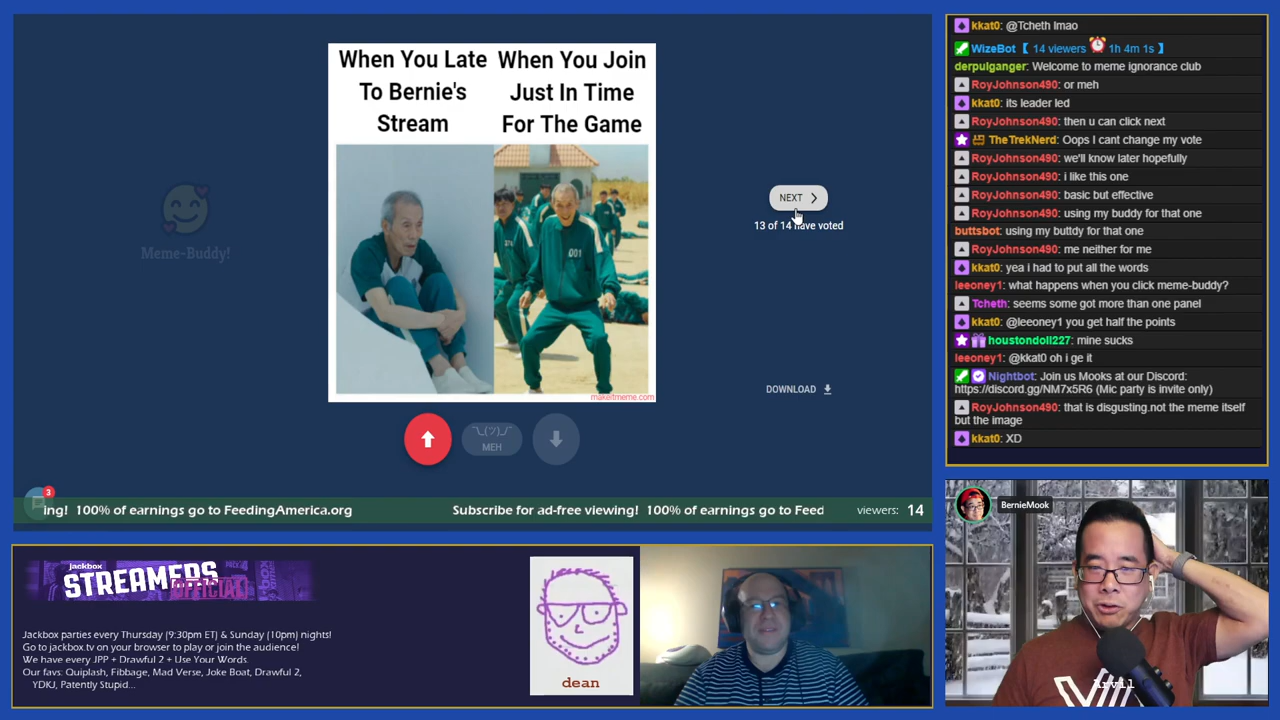 When You Late
To Bernie's
Stream
When You Join
Just In Time
For The Game
001
makeitmeme.com
Meme-Buddy!
NEXT
13 of 14 have voted
DOWNLOAD
¯\_(ツ)_/¯
MEH
3
ing! 100% of earnings go to FeedingAmerica.org
Subscribe for ad-free viewing! 100% of earnings go to Feed
viewers: 14
kkat0: @Tcheth lmao
WizeBot 【 14 viewers ⏰ 1h 4m 1s 】
derpulganger: Welcome to meme ignorance club
RoyJohnson490: or meh
kkat0: its leader led
RoyJohnson490: then u can click next
TheTrekNerd: Oops I cant change my vote
RoyJohnson490: we'll know later hopefully
RoyJohnson490: i like this one
RoyJohnson490: basic but effective
RoyJohnson490: using my buddy for that one
buttsbot: using my buttdy for that one
RoyJohnson490: me neither for me
kkat0: yea i had to put all the words
leeoney1: what happens when you click meme-buddy?
Tcheth: seems some got more than one panel
kkat0: @leeoney1 you get half the points
houstondoll227: mine sucks
leeoney1: @kkat0 oh i ge it
Nightbot: Join us Mooks at our Discord:
https://discord.gg/NM7x5R6 (Mic party is invite only)
RoyJohnson490: that is disgusting.not the meme itself
but the image
kkat0: XD
jackbox
STREAMERS
OFFICIAL
Jackbox parties every Thursday (9:30pm ET) & Sunday (10pm) nights!
Go to jackbox.tv on your browser to play or join the audience!
We have every JPP + Drawful 2 + Use Your Words
Our favs: Quiplash, Fibbage, Mad Verse, Joke Boat, Drawful 2,
YDKJ, Patently Stupid...
dean
BernieMook